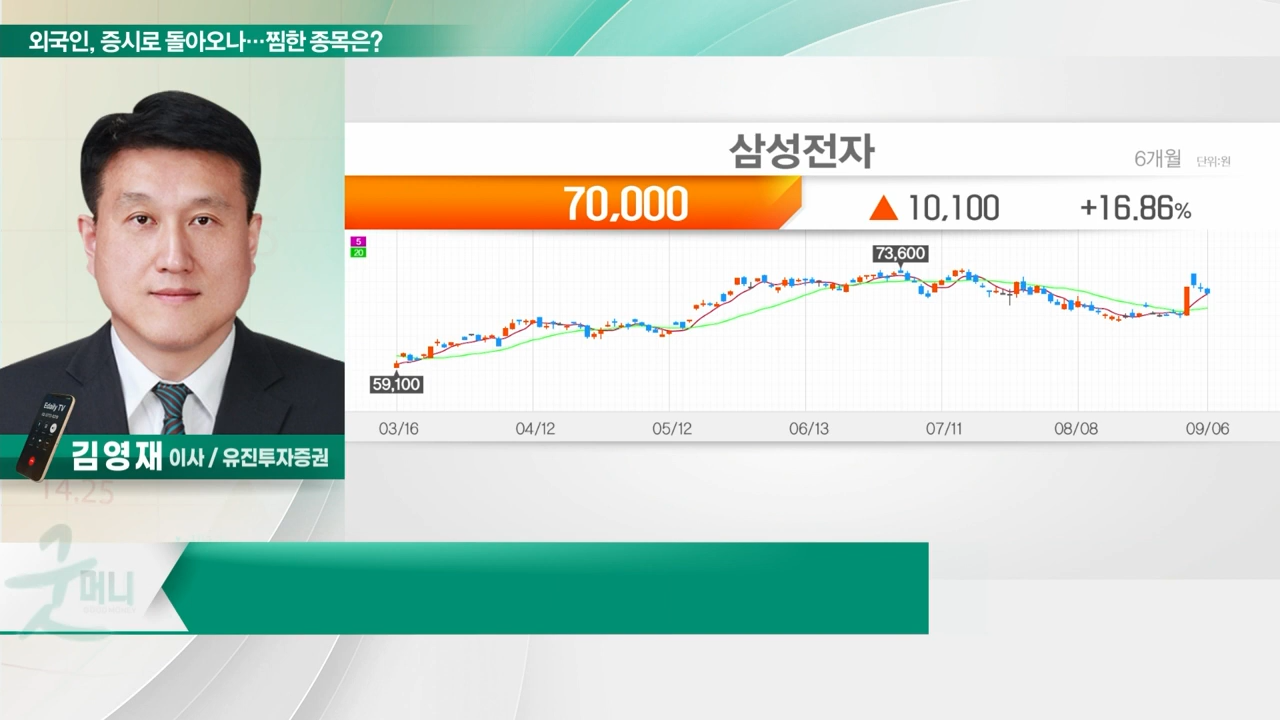 외국인, 증시로 돌아오나…찜한 종목은?
삼성전자
6개월 단위:원
70,000 ▲ 10,100 +16.86%
5
20
73,600
59,100
03/16 04/12 05/12 06/13 07/11 08/08 09/06
Edaily TV
김영재 이사 / 유진투자증권
14.25
굿머니